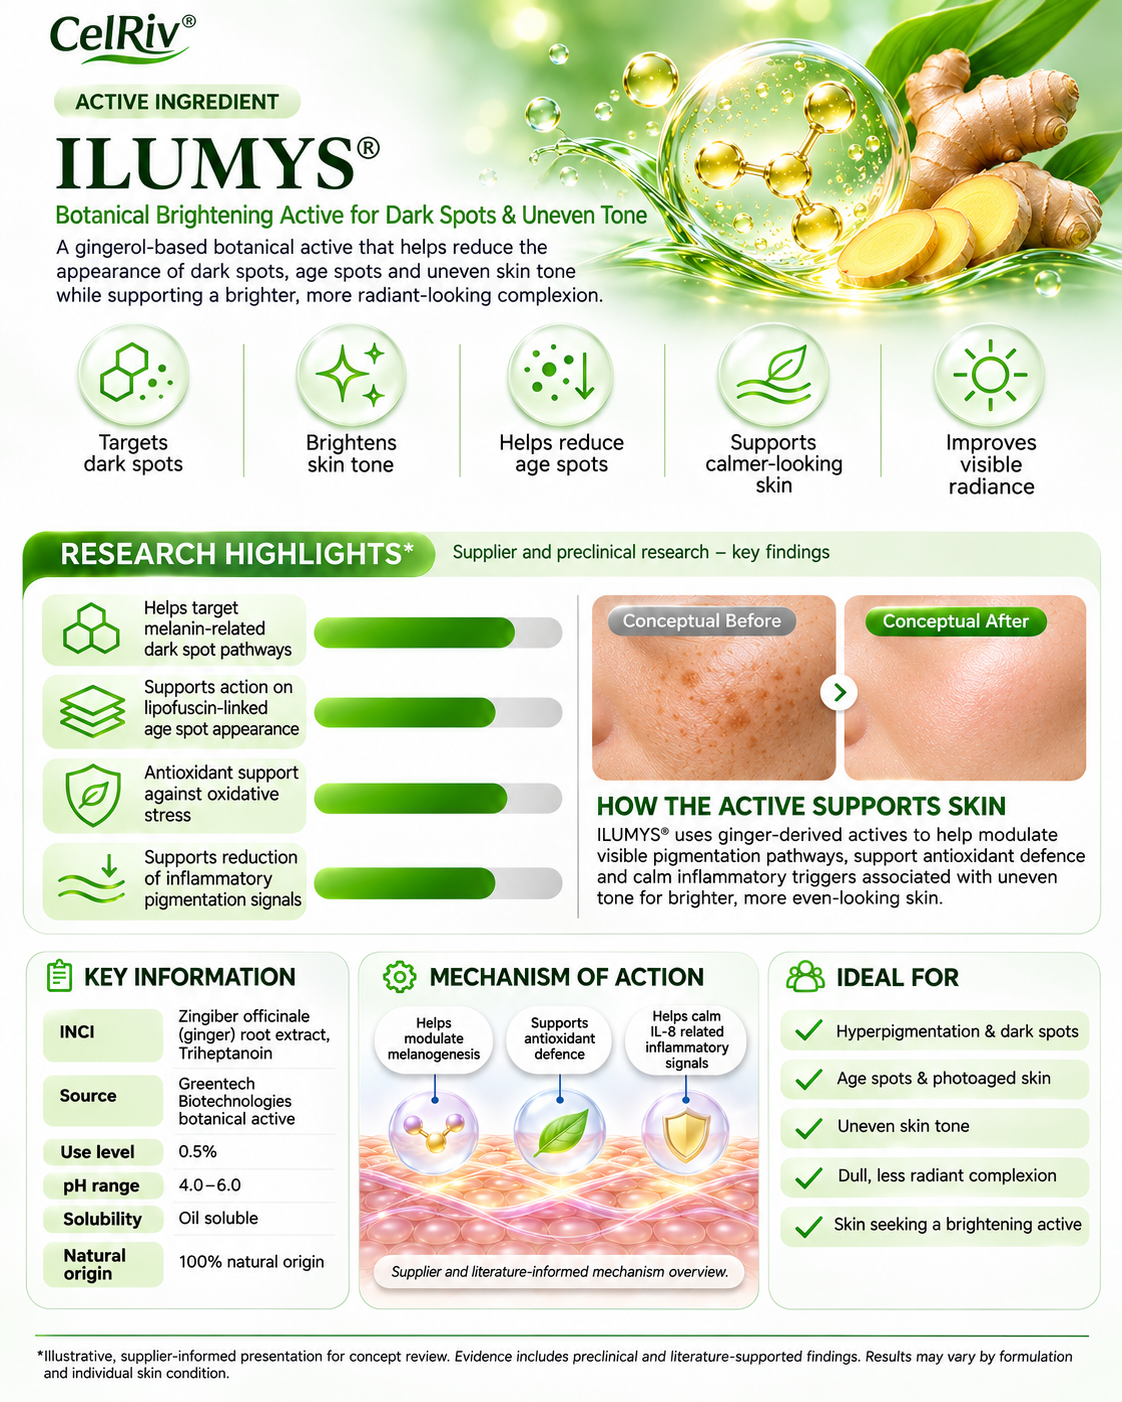 CelRiv®
ACTIVE INGREDIENT
ILUMYS®
Botanical Brightening Active for Dark Spots & Uneven Tone
A gingerol-based botanical active that helps reduce the
appearance of dark spots, age spots and uneven skin tone
while supporting a brighter, more radiant-looking complexion.
Targets
dark spots
Brightens
skin tone
Helps reduce
age spots
Supports
calmer-looking
skin
Improves
visible
radiance
RESEARCH HIGHLIGHTS*
Supplier and preclinical research – key findings
Helps target
melanin-related
dark spot pathways
Supports action on
lipofuscin-linked
age spot appearance
Antioxidant support
against oxidative
stress
Supports reduction
of inflammatory
pigmentation signals
Conceptual Before
Conceptual After
HOW THE ACTIVE SUPPORTS SKIN
ILUMYS® uses ginger-derived actives to help modulate
visible pigmentation pathways, support antioxidant defence
and calm inflammatory triggers associated with uneven
tone for brighter, more even-looking skin.
KEY INFORMATION
INCI
Zingiber officinale
(ginger) root extract,
Triheptanoin
Source
Greentech
Biotechnologies
botanical active
Use level
0.5%
pH range
4.0–6.0
Solubility
Oil soluble
Natural
origin
100% natural origin
MECHANISM OF ACTION
Helps
modulate
melanogenesis
Supports
antioxidant
defence
Helps calm
IL-8 related
inflammatory
signals
Supplier and literature-informed mechanism overview.
IDEAL FOR
Hyperpigmentation & dark spots
Age spots & photoaged skin
Uneven skin tone
Dull, less radiant complexion
Skin seeking a brightening active
*Illustrative, supplier-informed presentation for concept review. Evidence includes preclinical and literature-supported findings. Results may vary by formulation
and individual skin condition.